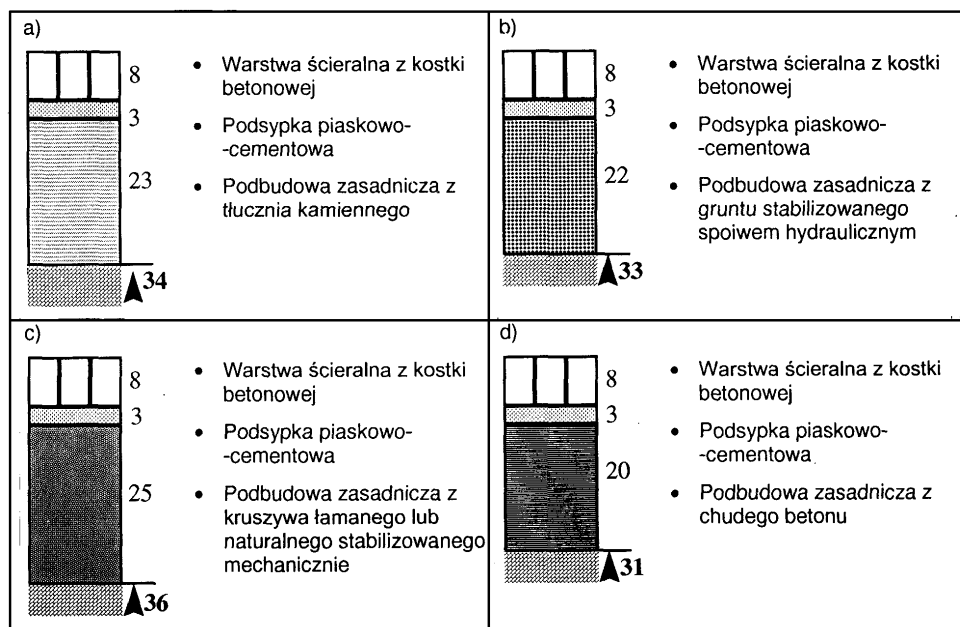 a)
8
3
23
34
• Warstwa ścieralna z kostki
betonowej
• Podsypka piaskowo-
-cementowa
• Podbudowa zasadnicza z
tłucznia kamiennego
b)
8
3
22
33
• Warstwa ścieralna z kostki
betonowej
• Podsypka piaskowo-
-cementowa
• Podbudowa zasadnicza z
gruntu stabilizowanego
spoiwem hydraulicznym
c)
8
3
25
36
• Warstwa ścieralna z kostki
betonowej
• Podsypka piaskowo-
-cementowa
• Podbudowa zasadnicza z
kruszywa łamanego lub
naturalnego stabilizowanego
mechanicznie
d)
8
3
20
31
• Warstwa ścieralna z kostki
betonowej
• Podsypka piaskowo-
-cementowa
• Podbudowa zasadnicza z
chudego betonu